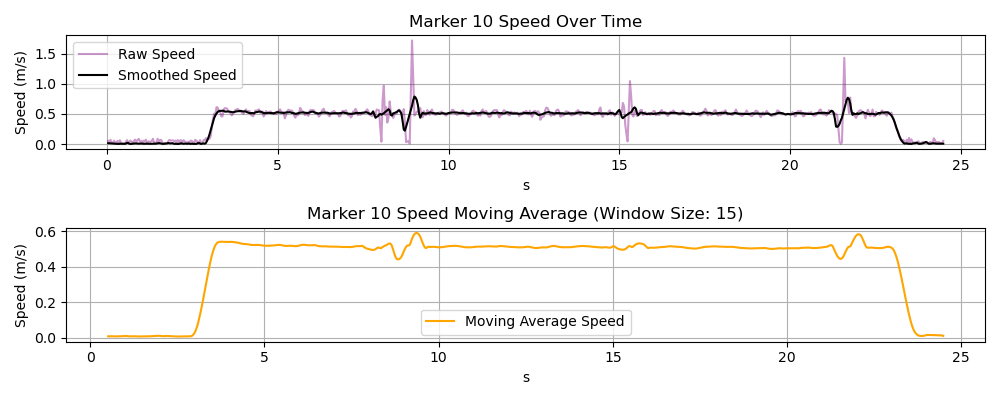 Marker 10 Speed Over Time
Speed (m/s)
1.5
1.0
0.5
0.0
Raw Speed
Smoothed Speed
0 5 10 15 20 25
s
Marker 10 Speed Moving Average (Window Size: 15)
Speed (m/s)
0.6
0.4
0.2
0.0
Moving Average Speed
0 5 10 15 20 25
s